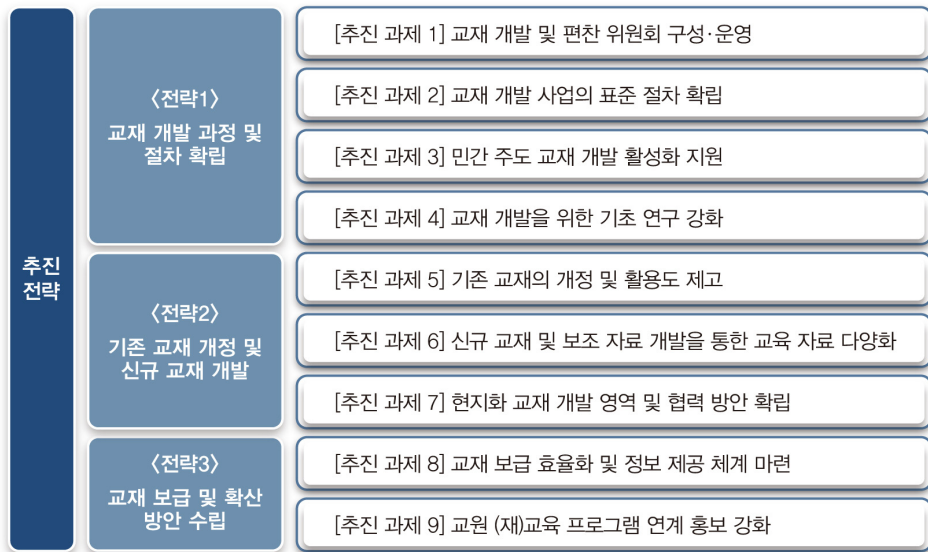 추진
전략
〈전략1〉
교재 개발 과정 및
절차 확립
[추진 과제 1] 교재 개발 및 편찬 위원회 구성·운영
[추진 과제 2] 교재 개발 사업의 표준 절차 확립
[추진 과제 3] 민간 주도 교재 개발 활성화 지원
[추진 과제 4] 교재 개발을 위한 기초 연구 강화
〈전략2〉
기존 교재 개정 및
신규 교재 개발
[추진 과제 5] 기존 교재의 개정 및 활용도 제고
[추진 과제 6] 신규 교재 및 보조 자료 개발을 통한 교육 자료 다양화
[추진 과제 7] 현지화 교재 개발 영역 및 협력 방안 확립
〈전략3〉
교재 보급 및 확산
방안 수립
[추진 과제 8] 교재 보급 효율화 및 정보 제공 체계 마련
[추진 과제 9] 교원 (재)교육 프로그램 연계 홍보 강화